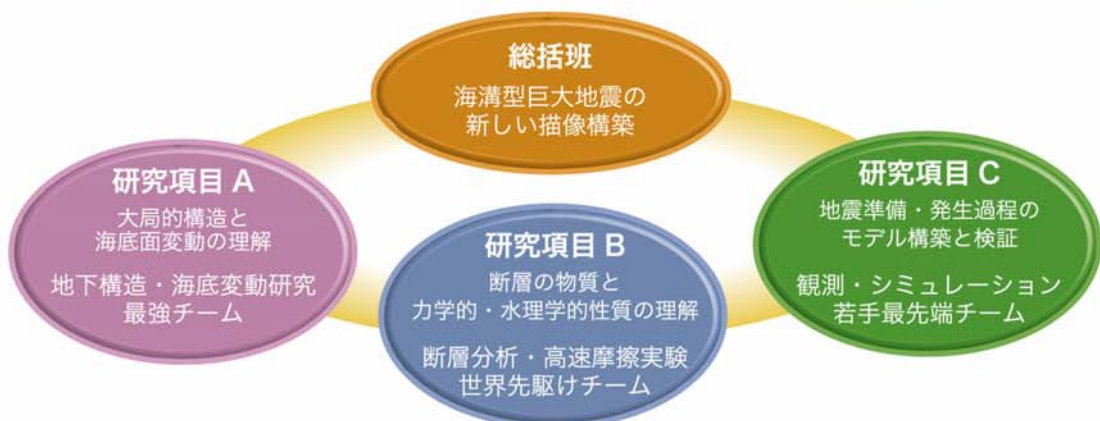 総括班
海溝型巨大地震の
新しい描像構築
研究項目 A
大局的構造と
海底面変動の理解
地下構造・海底変動研究
最強チーム
研究項目 B
断層の物質と
力学的・水理学的性質の理解
断層分析・高速摩擦実験
世界先駆けチーム
研究項目 C
地震準備・発生過程の
モデル構築と検証
観測・シミュレーション
若手最先端チーム